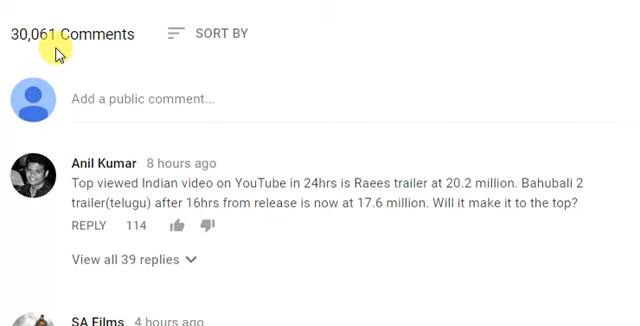 30,061 Comments SORT BY
Add a public comment...
Anil Kumar 8 hours ago
Top viewed Indian video on YouTube in 24hrs is Raees trailer at 20.2 million. Bahubali 2
trailer(telugu) after 16hrs from release is now at 17.6 million. Will it make it to the top?
REPLY 114
View all 39 replies
SA Films 4 hours ago